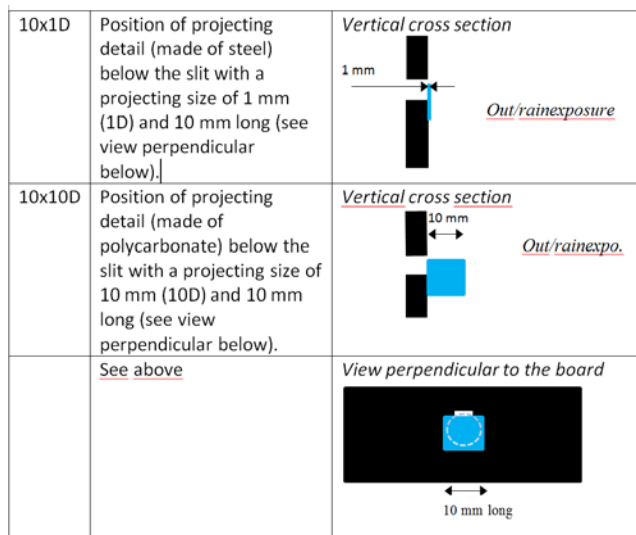 10x1D
Position of projecting
detail (made of steel)
below the slit with a
projecting size of 1 mm
(1D) and 10 mm long (see
view perpendicular
below).
Vertical cross section
1 mm
Out/rainexposure
10x10D
Position of projecting
detail (made of
polycarbonate) below the
slit with a projecting size of
10 mm (10D) and 10 mm
long (see view
perpendicular below).
Vertical cross section
10 mm
Out/rainexpo.
See above
View perpendicular to the board
10 mm long